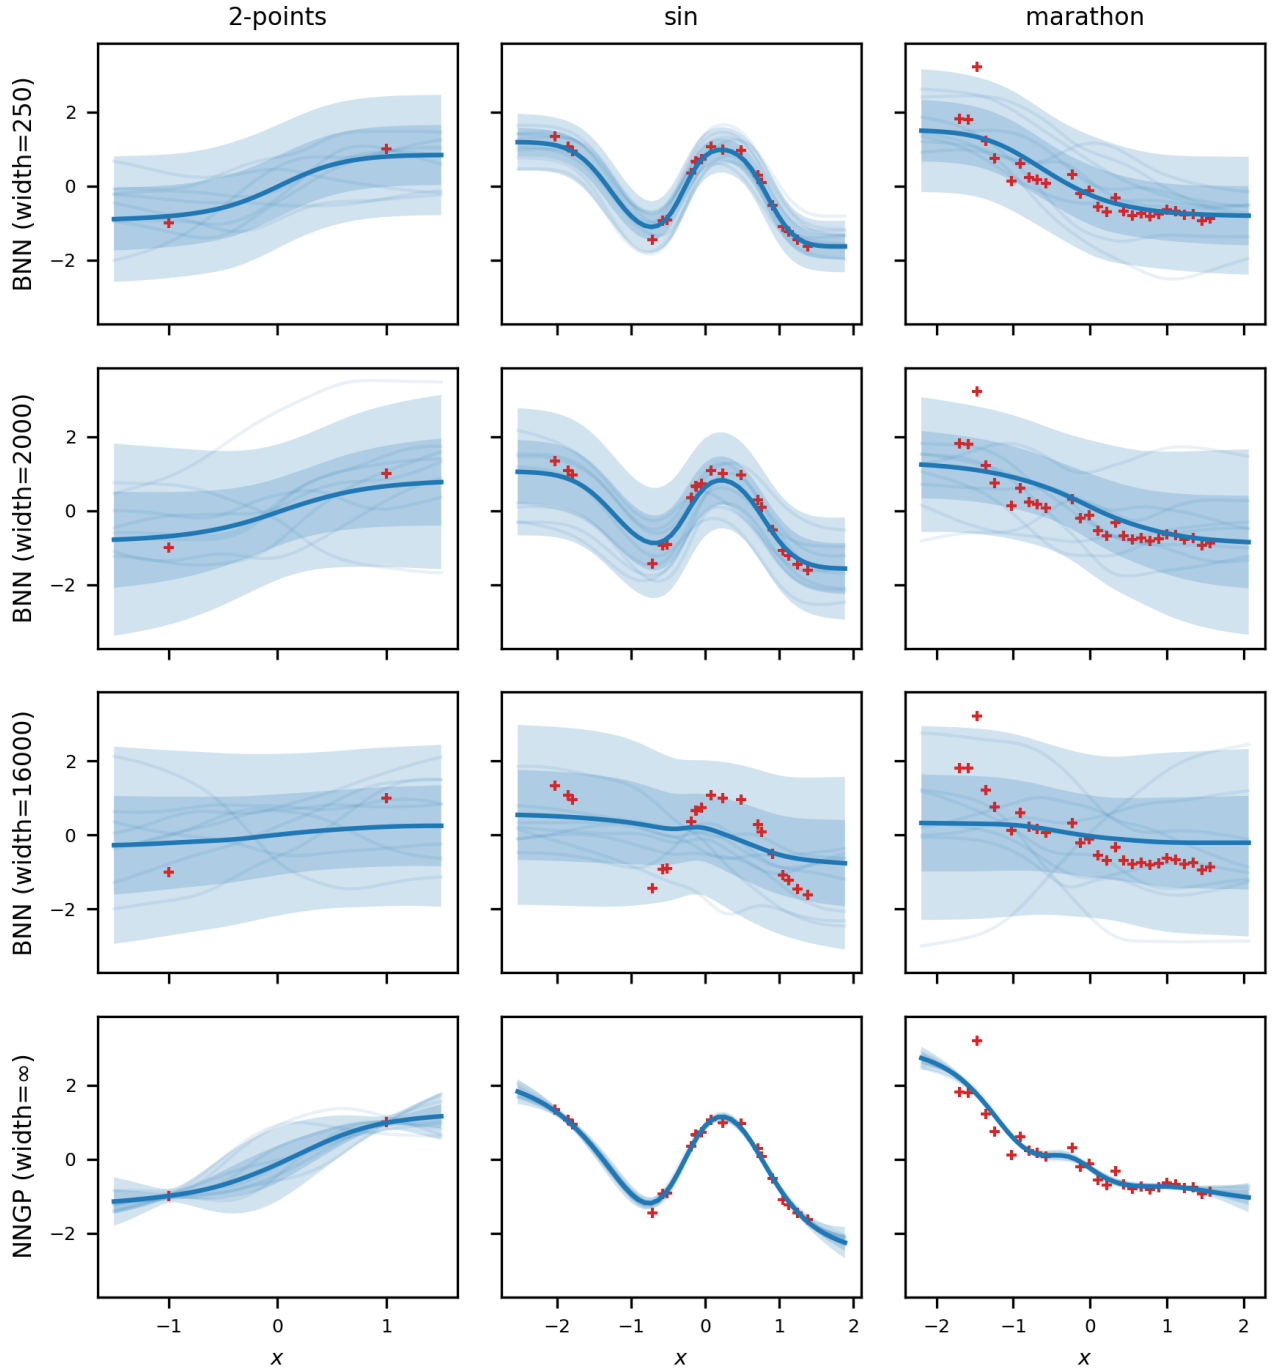 2-points sin marathon
BNN (width=250)
2
0
−2
BNN (width=2000)
2
0
−2
BNN (width=16000)
2
0
−2
NNGP (width=∞)
2
0
−2
−1 0 1 −2 −1 0 1 2 −2 −1 0 1 2
x x x